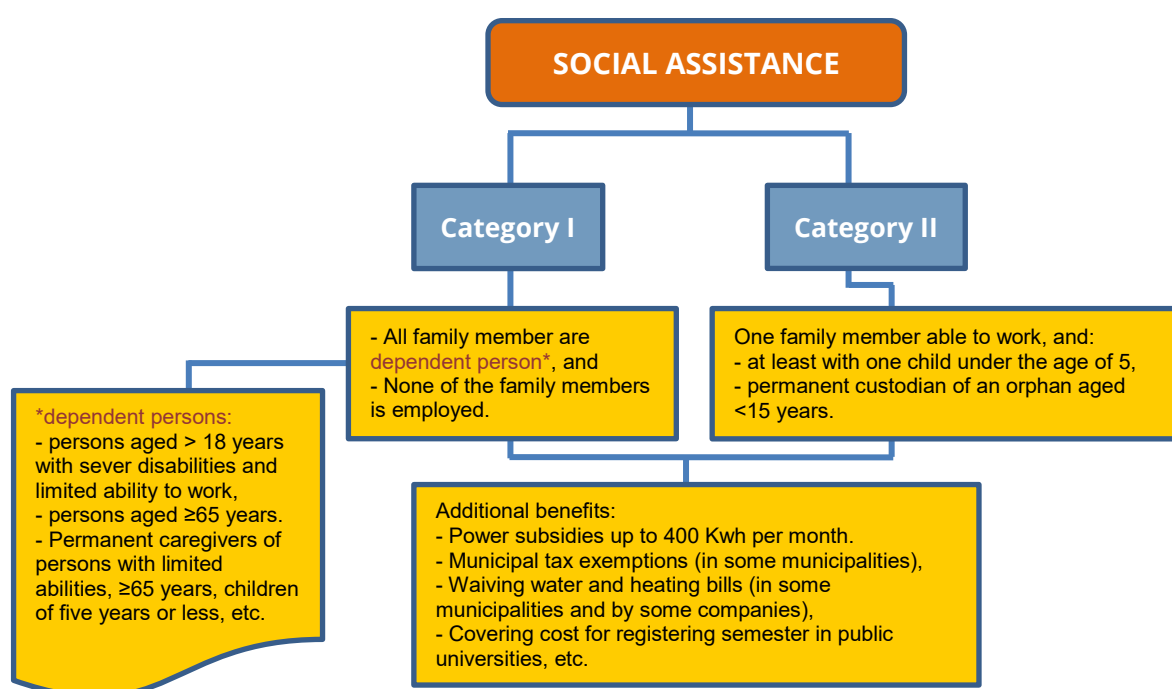 SOCIAL ASSISTANCE
Category I
Category II
- All family member are
dependent person*, and
- None of the family members
is employed.
One family member able to work, and:
- at least with one child under the age of 5,
- permanent custodian of an orphan aged
<15 years.
*dependent persons:
- persons aged > 18 years
with sever disabilities and
limited ability to work,
- persons aged ≥65 years.
- Permanent caregivers of
persons with limited
abilities, ≥65 years, children
of five years or less, etc.
Additional benefits:
- Power subsidies up to 400 Kwh per month.
- Municipal tax exemptions (in some municipalities),
- Waiving water and heating bills (in some
municipalities and by some companies),
- Covering cost for registering semester in public
universities, etc.